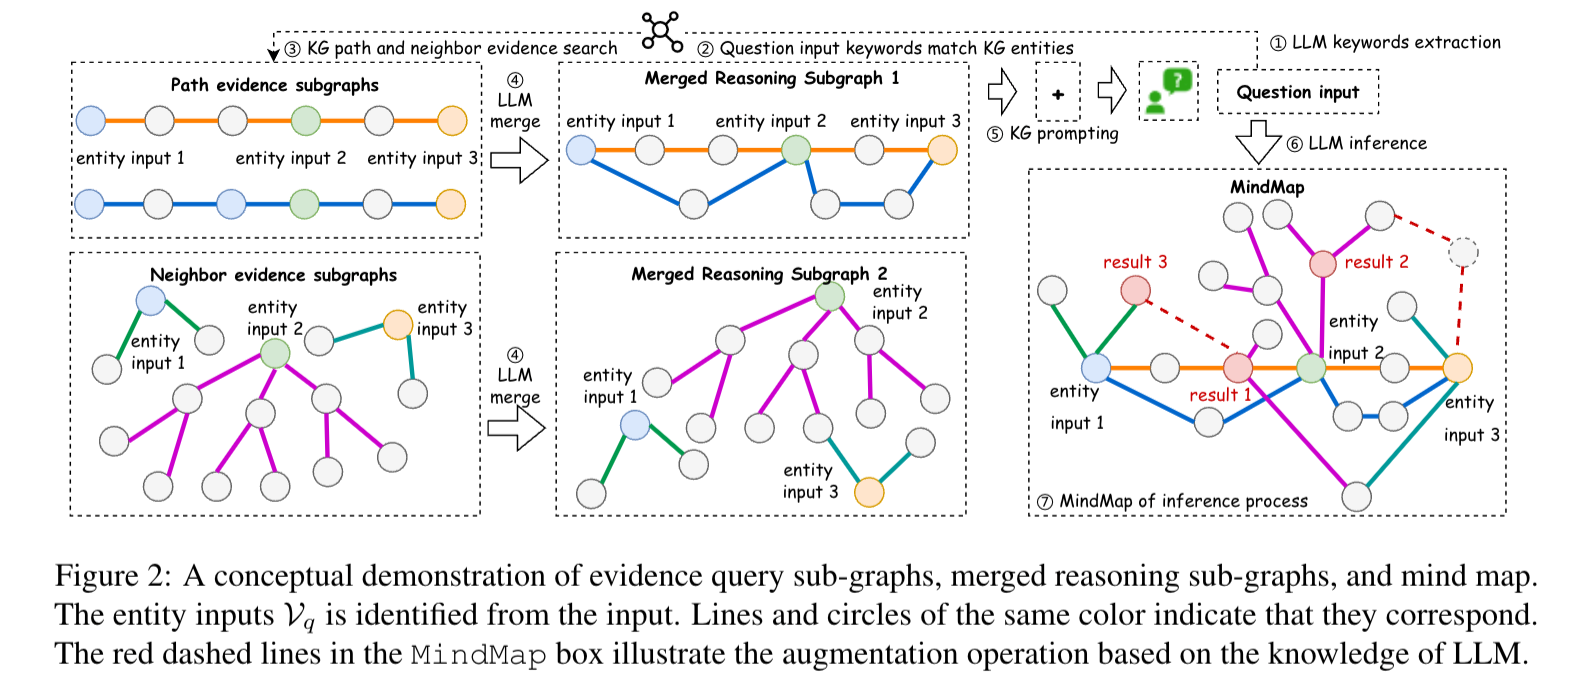 ③ KG path and neighbor evidence search
② Question input keywords match KG entities
① LLM keywords extraction
Path evidence subgraphs
entity input 1
entity input 2
entity input 3
④
LLM
merge
Merged Reasoning Subgraph 1
entity input 1
entity input 2
entity input 3
+
?
⑤ KG prompting
Question input
⑥ LLM inference
Neighbor evidence subgraphs
entity
input 1
entity
input 2
entity
input 3
④
LLM
merge
Merged Reasoning Subgraph 2
entity
input 2
entity
input 1
entity
input 3
MindMap
result 3
result 2
entity
input 2
result 1
entity
input 1
entity
input 3
⑦ MindMap of inference process
Figure 2: A conceptual demonstration of evidence query sub-graphs, merged reasoning sub-graphs, and mind map.
The entity inputs 𝒱q is identified from the input. Lines and circles of the same color indicate that they correspond.
The red dashed lines in the MindMap box illustrate the augmentation operation based on the knowledge of LLM.